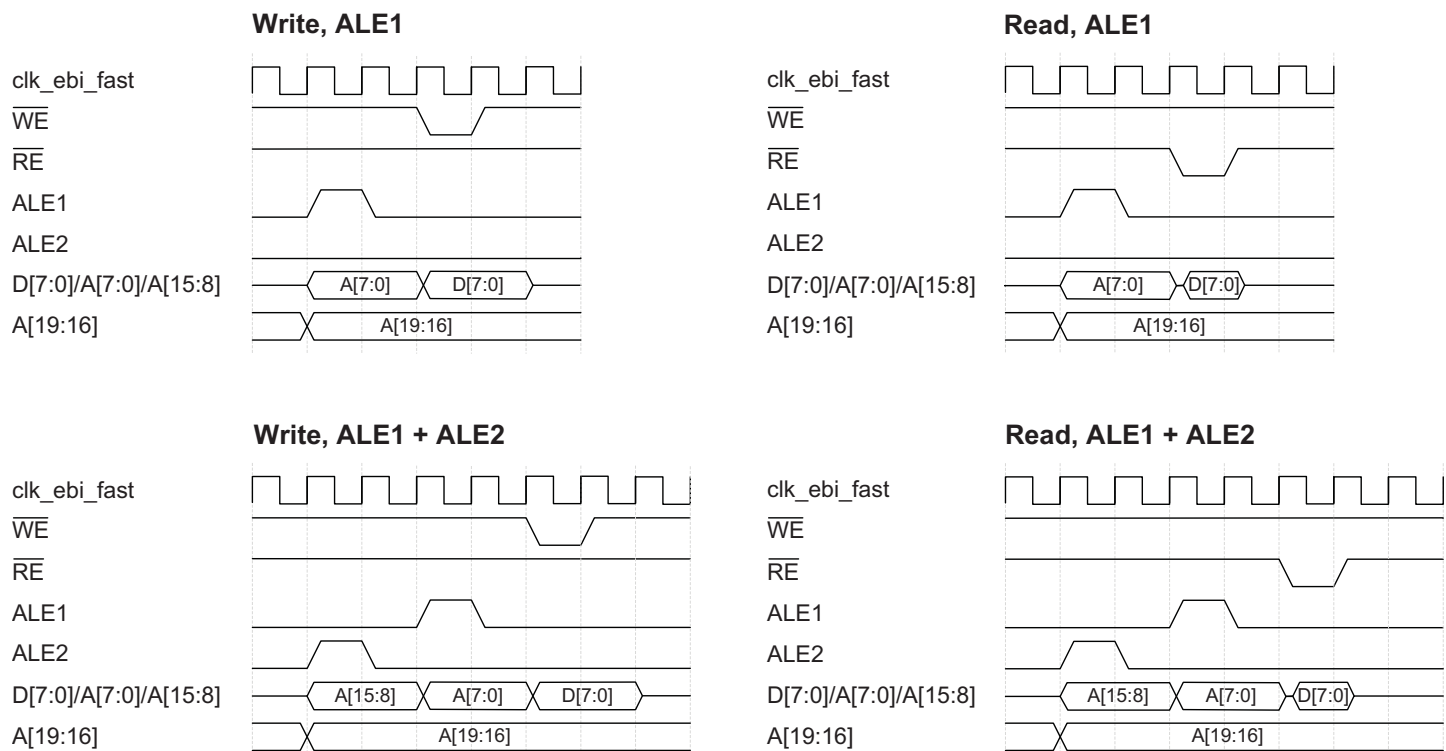 Write, ALE1
clk_ebi_fast
WE
RE
ALE1
ALE2
D[7:0]/A[7:0]/A[15:8] A[7:0] D[7:0]
A[19:16] A[19:16]
Read, ALE1
clk_ebi_fast
WE
RE
ALE1
ALE2
D[7:0]/A[7:0]/A[15:8] A[7:0] D[7:0]
A[19:16] A[19:16]
Write, ALE1 + ALE2
clk_ebi_fast
WE
RE
ALE1
ALE2
D[7:0]/A[7:0]/A[15:8] A[15:8] A[7:0] D[7:0]
A[19:16] A[19:16]
Read, ALE1 + ALE2
clk_ebi_fast
WE
RE
ALE1
ALE2
D[7:0]/A[7:0]/A[15:8] A[15:8] A[7:0] D[7:0]
A[19:16] A[19:16]